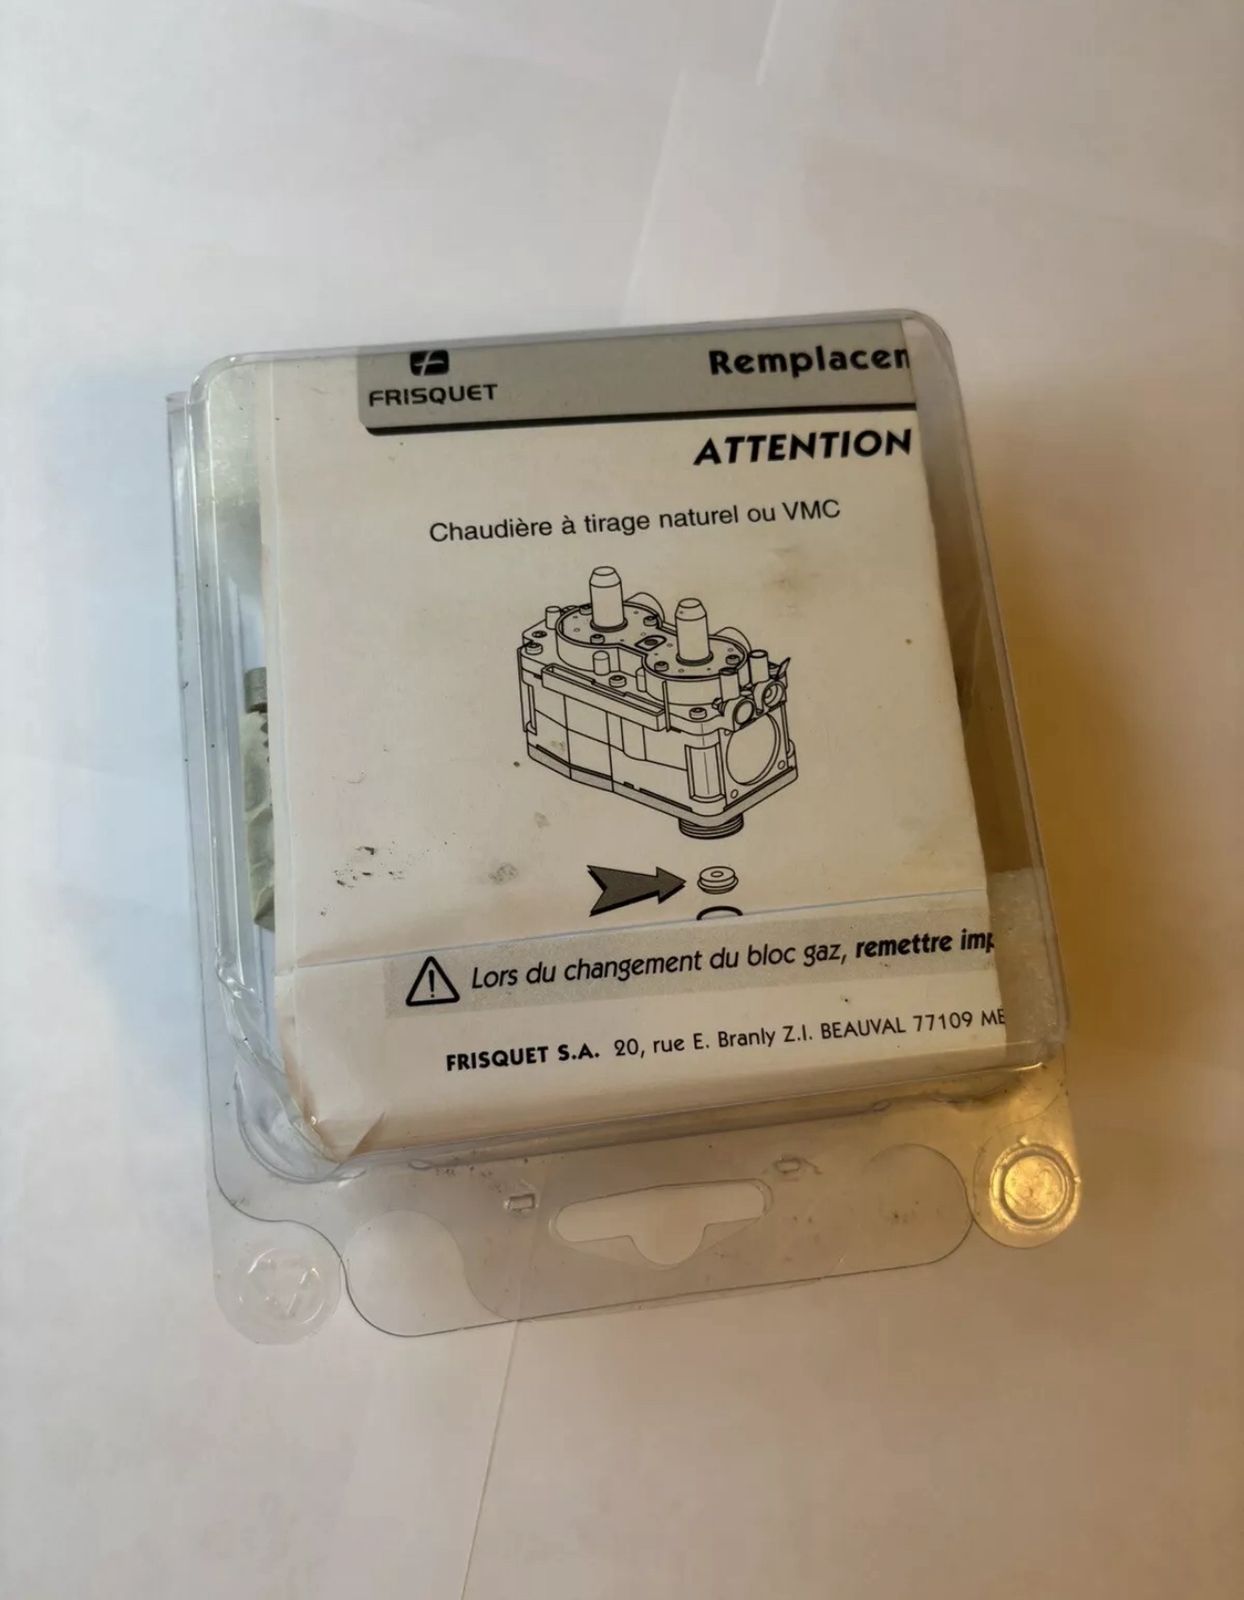 FRISQUET
Remplacem
ATTENTION
Chaudière à tirage naturel ou VMC
Lors du changement du bloc gaz, remettre imp
FRISQUET S.A. 20, rue E. Branly Z.I. BEAUVAL 77109 ME